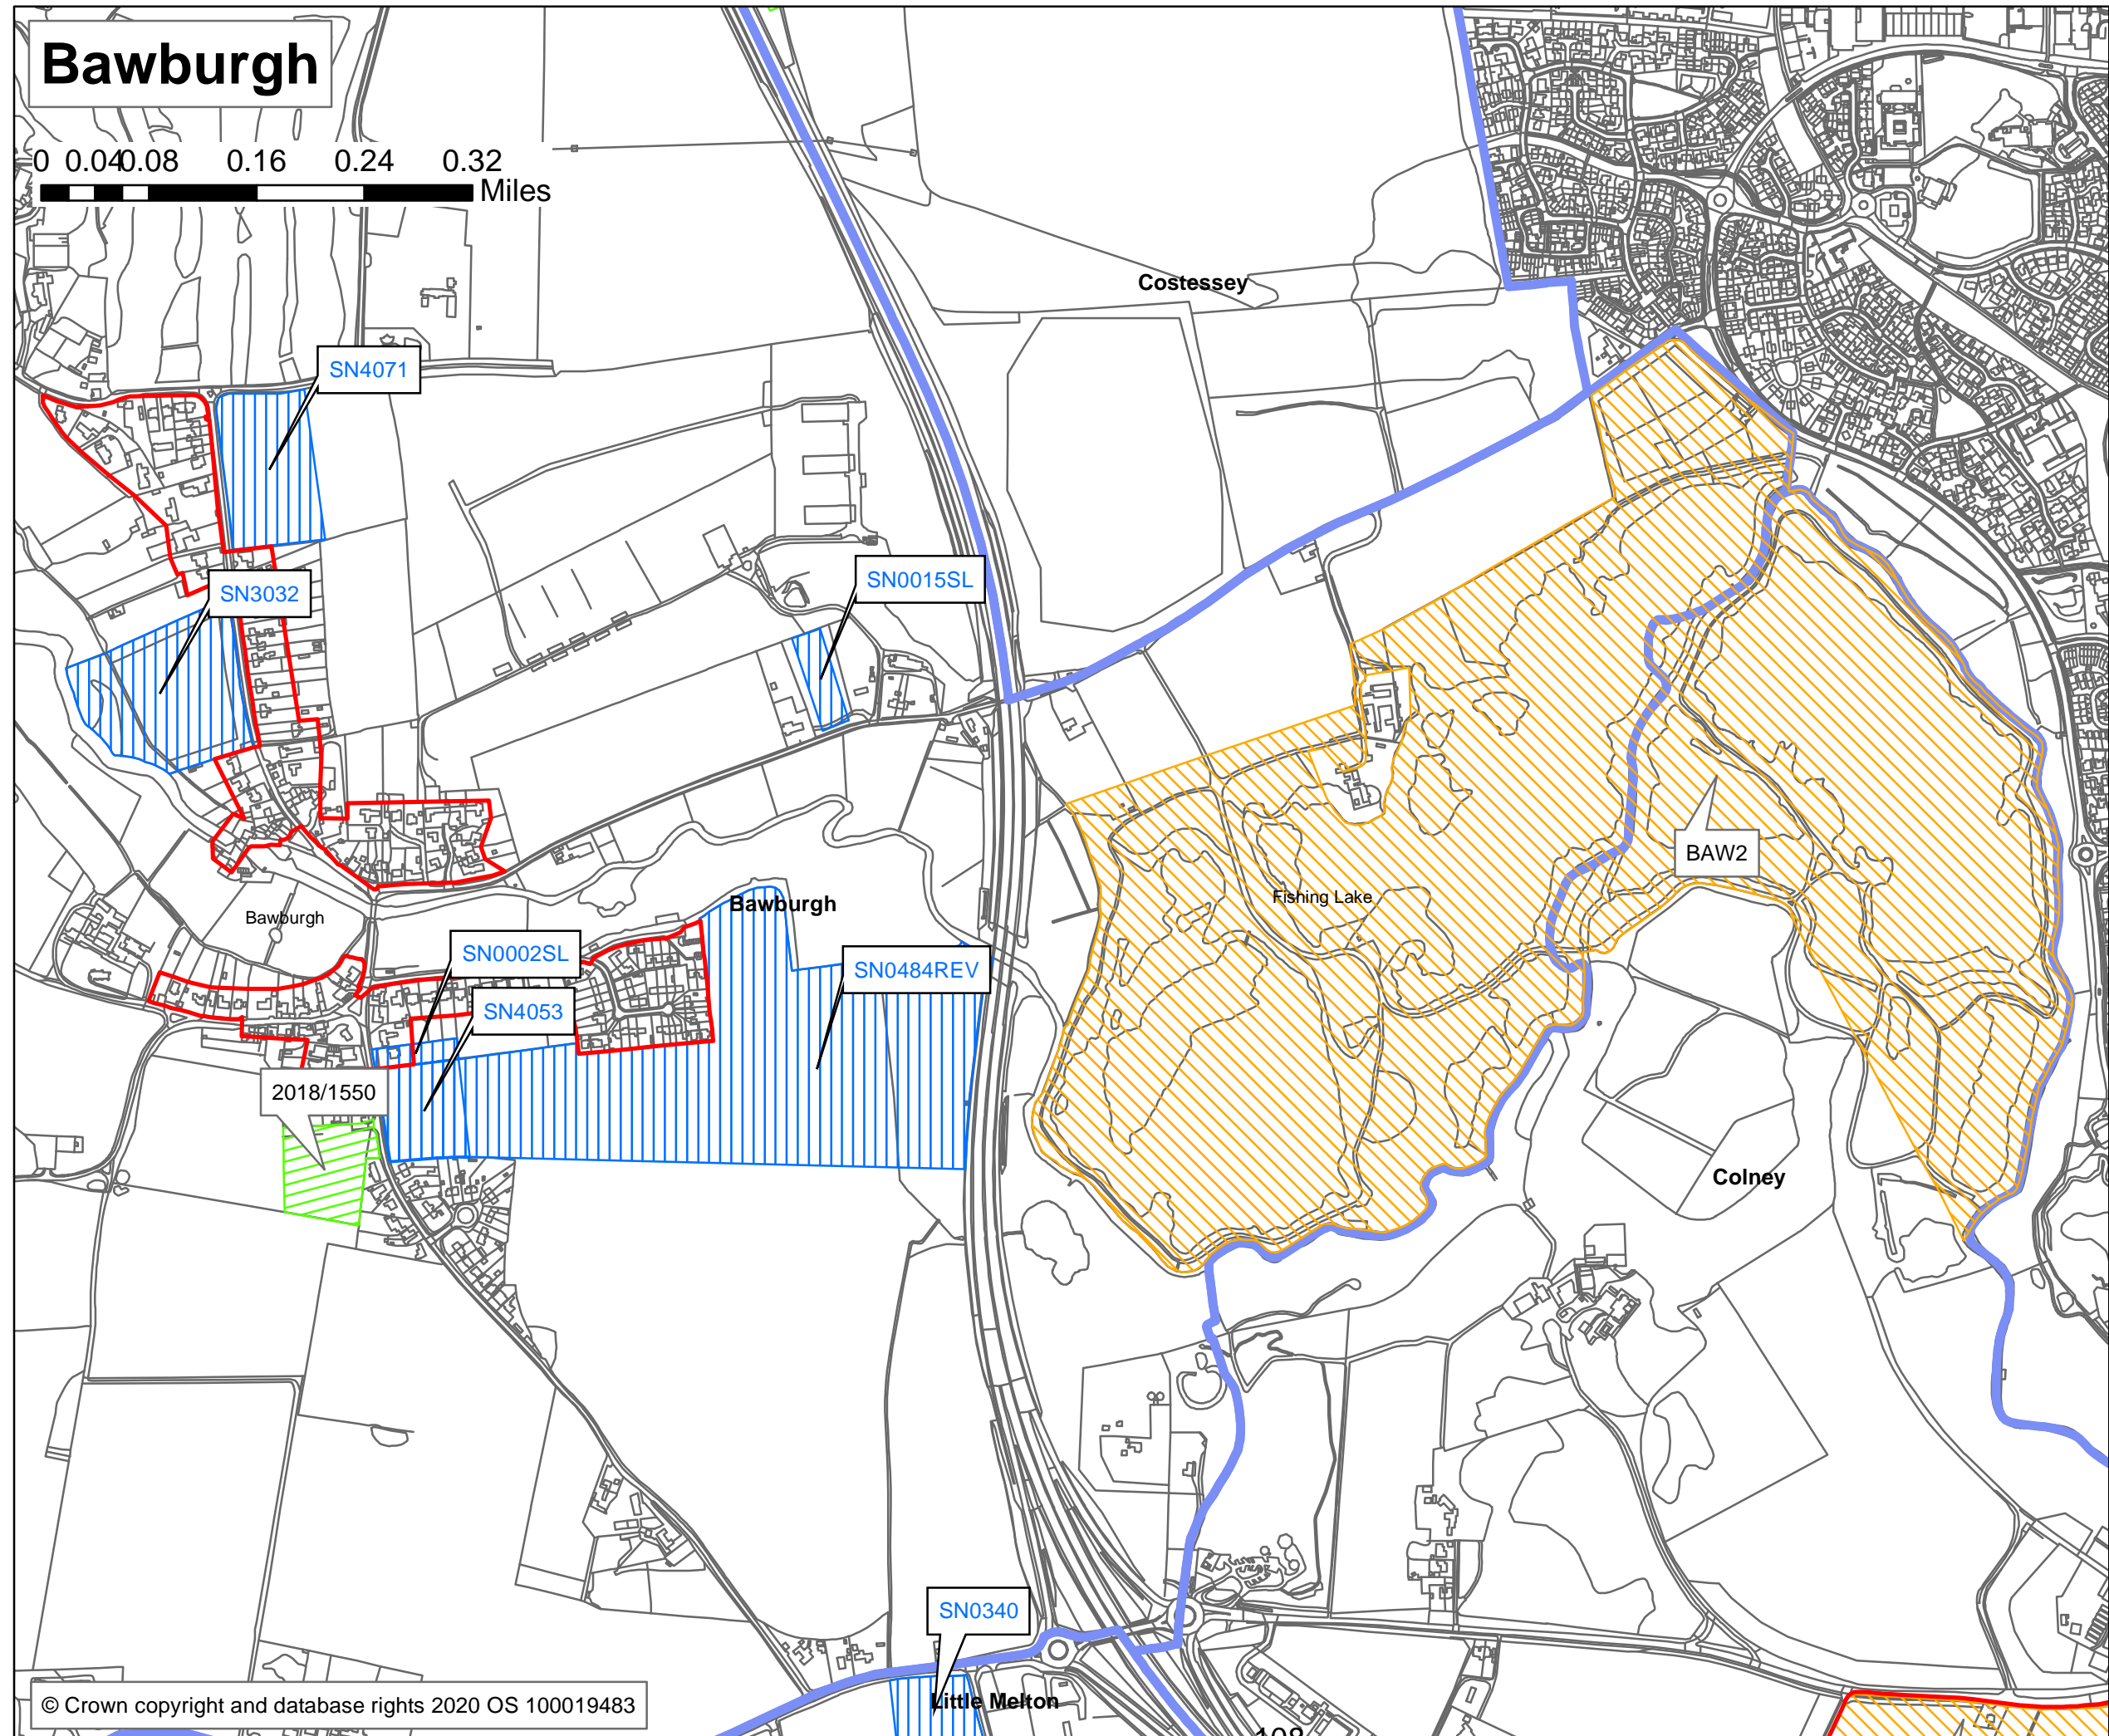 Bawburgh
0 0.04 0.08 0.16 0.24 0.32
Miles
Costessey
SN4071
SN0015SL
SN3032
BAW2
Fishing Lake
Bawburgh
Bawburgh
SN0002SL
SN0484REV
SN4053
2018/1550
Colney
SN0340
Little Melton
© Crown copyright and database rights 2020 OS 100019483